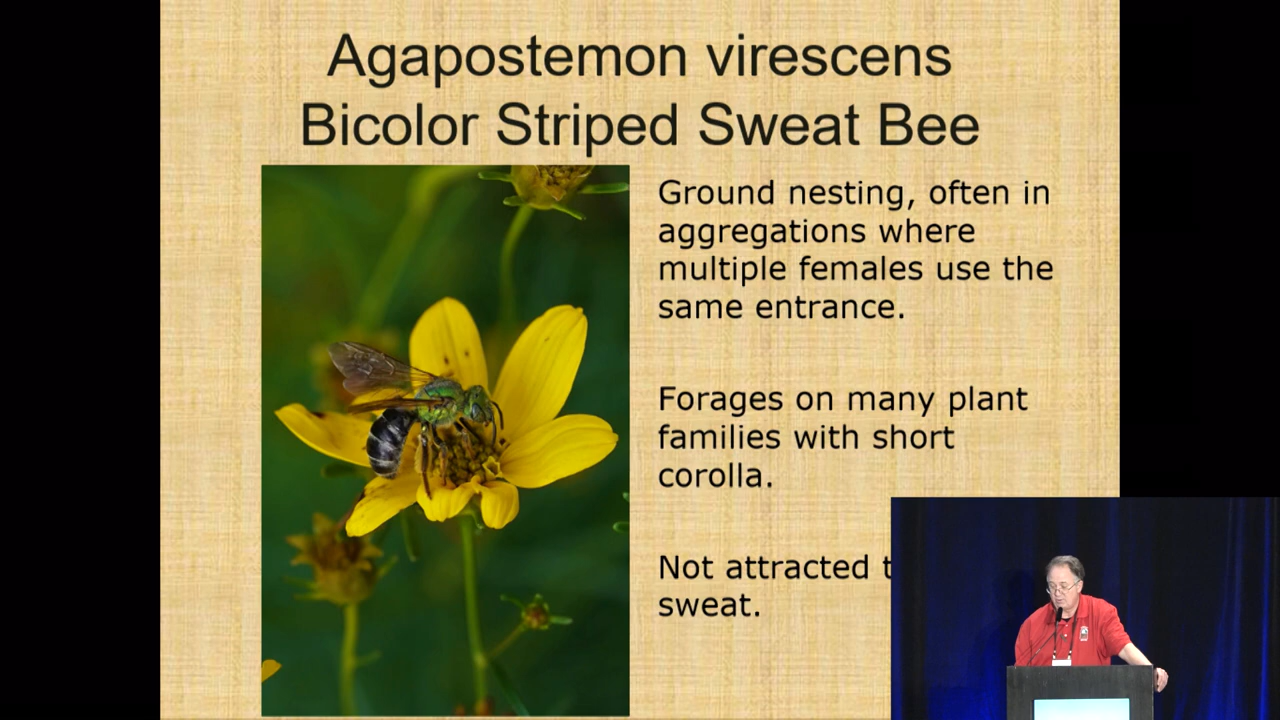 Agapostemon virescens
Bicolor Striped Sweat Bee
Ground nesting, often in
aggregations where
multiple females use the
same entrance.
Forages on many plant
families with short
corolla.
Not attracted
sweat.